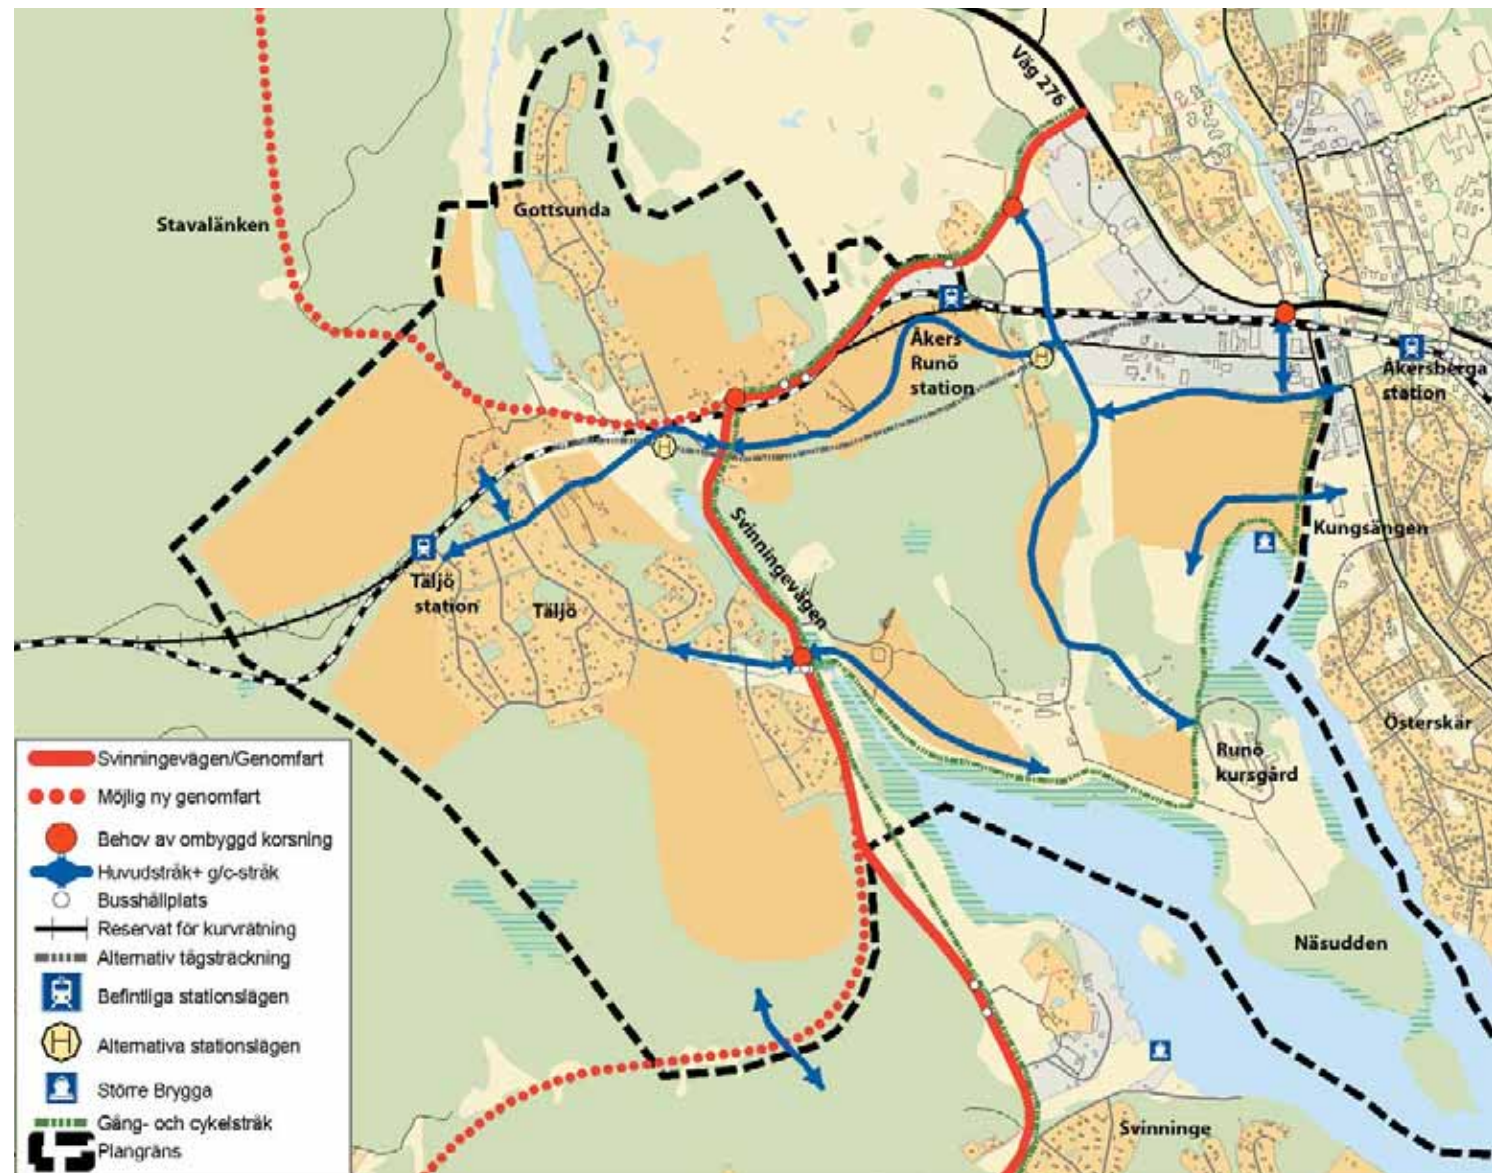 Väg 276
Stavalänken
Gottsunda
Åkers
Runö
station
Åkersberga
station
Kungsängen
Svinningevägen
Täljö
station
Täljö
Österskär
Runö
kursgård
Näsudden
Svinninge
Svinningevägen/Genomfart
Möjlig ny genomfart
Behov av ombyggd korsning
Huvudstråk+ g/c-stråk
Busshållplats
Reservat för kurvrätning
Alternativ tågsträckning
Befintliga stationslägen
H
Alternativa stationslägen
Större Brygga
Gång- och cykelstråk
Plangräns
H
H